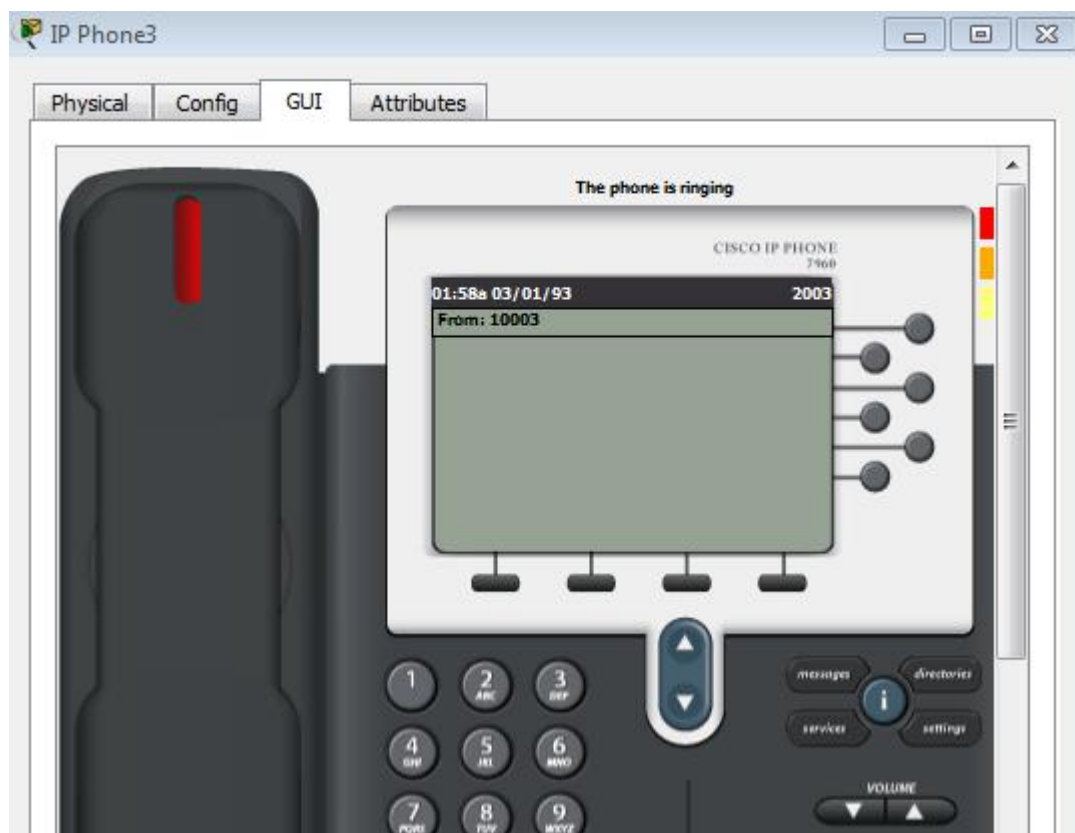 IP Phone3
Physical Config GUI Attributes
The phone is ringing
CISCO IP PHONE
7960
01:58a 03/01/93 2003
From: 10003
1 2 ABC 3 DEF
messages directories
i
services settings
4 GHI 5 JKL 6 MNO
VOLUME
7 PQRS 8 TUV 9 WXYZ